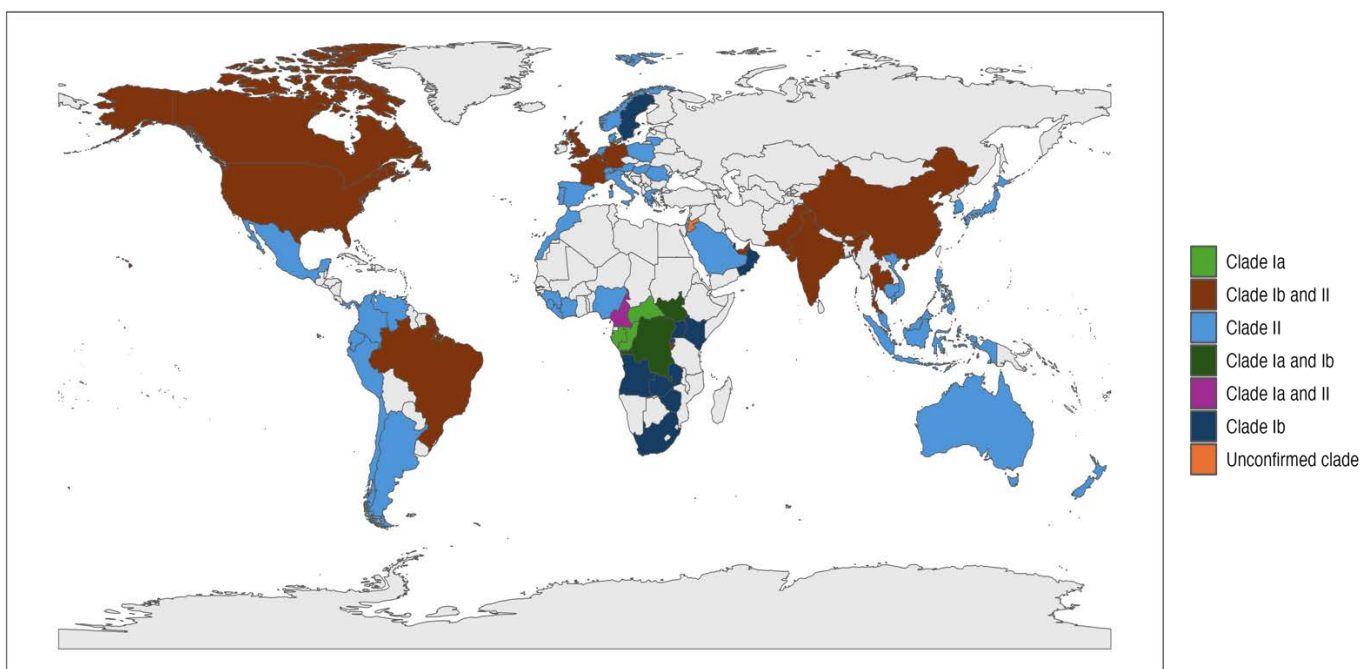 Clade Ia
Clade Ib and II
Clade II
Clade Ia and Ib
Clade Ia and II
Clade Ib
Unconfirmed clade